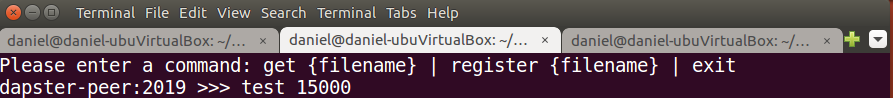 Terminal File Edit View Search Terminal Tabs Help
daniel@daniel-ubuVirtualBox: ~/... × daniel@daniel-ubuVirtualBox: ~/... × daniel@daniel-ubuVirtualBox: ~/... ×
Please enter a command: get {filename} | register {filename} | exit
dapster-peer:2019 >>> test 15000